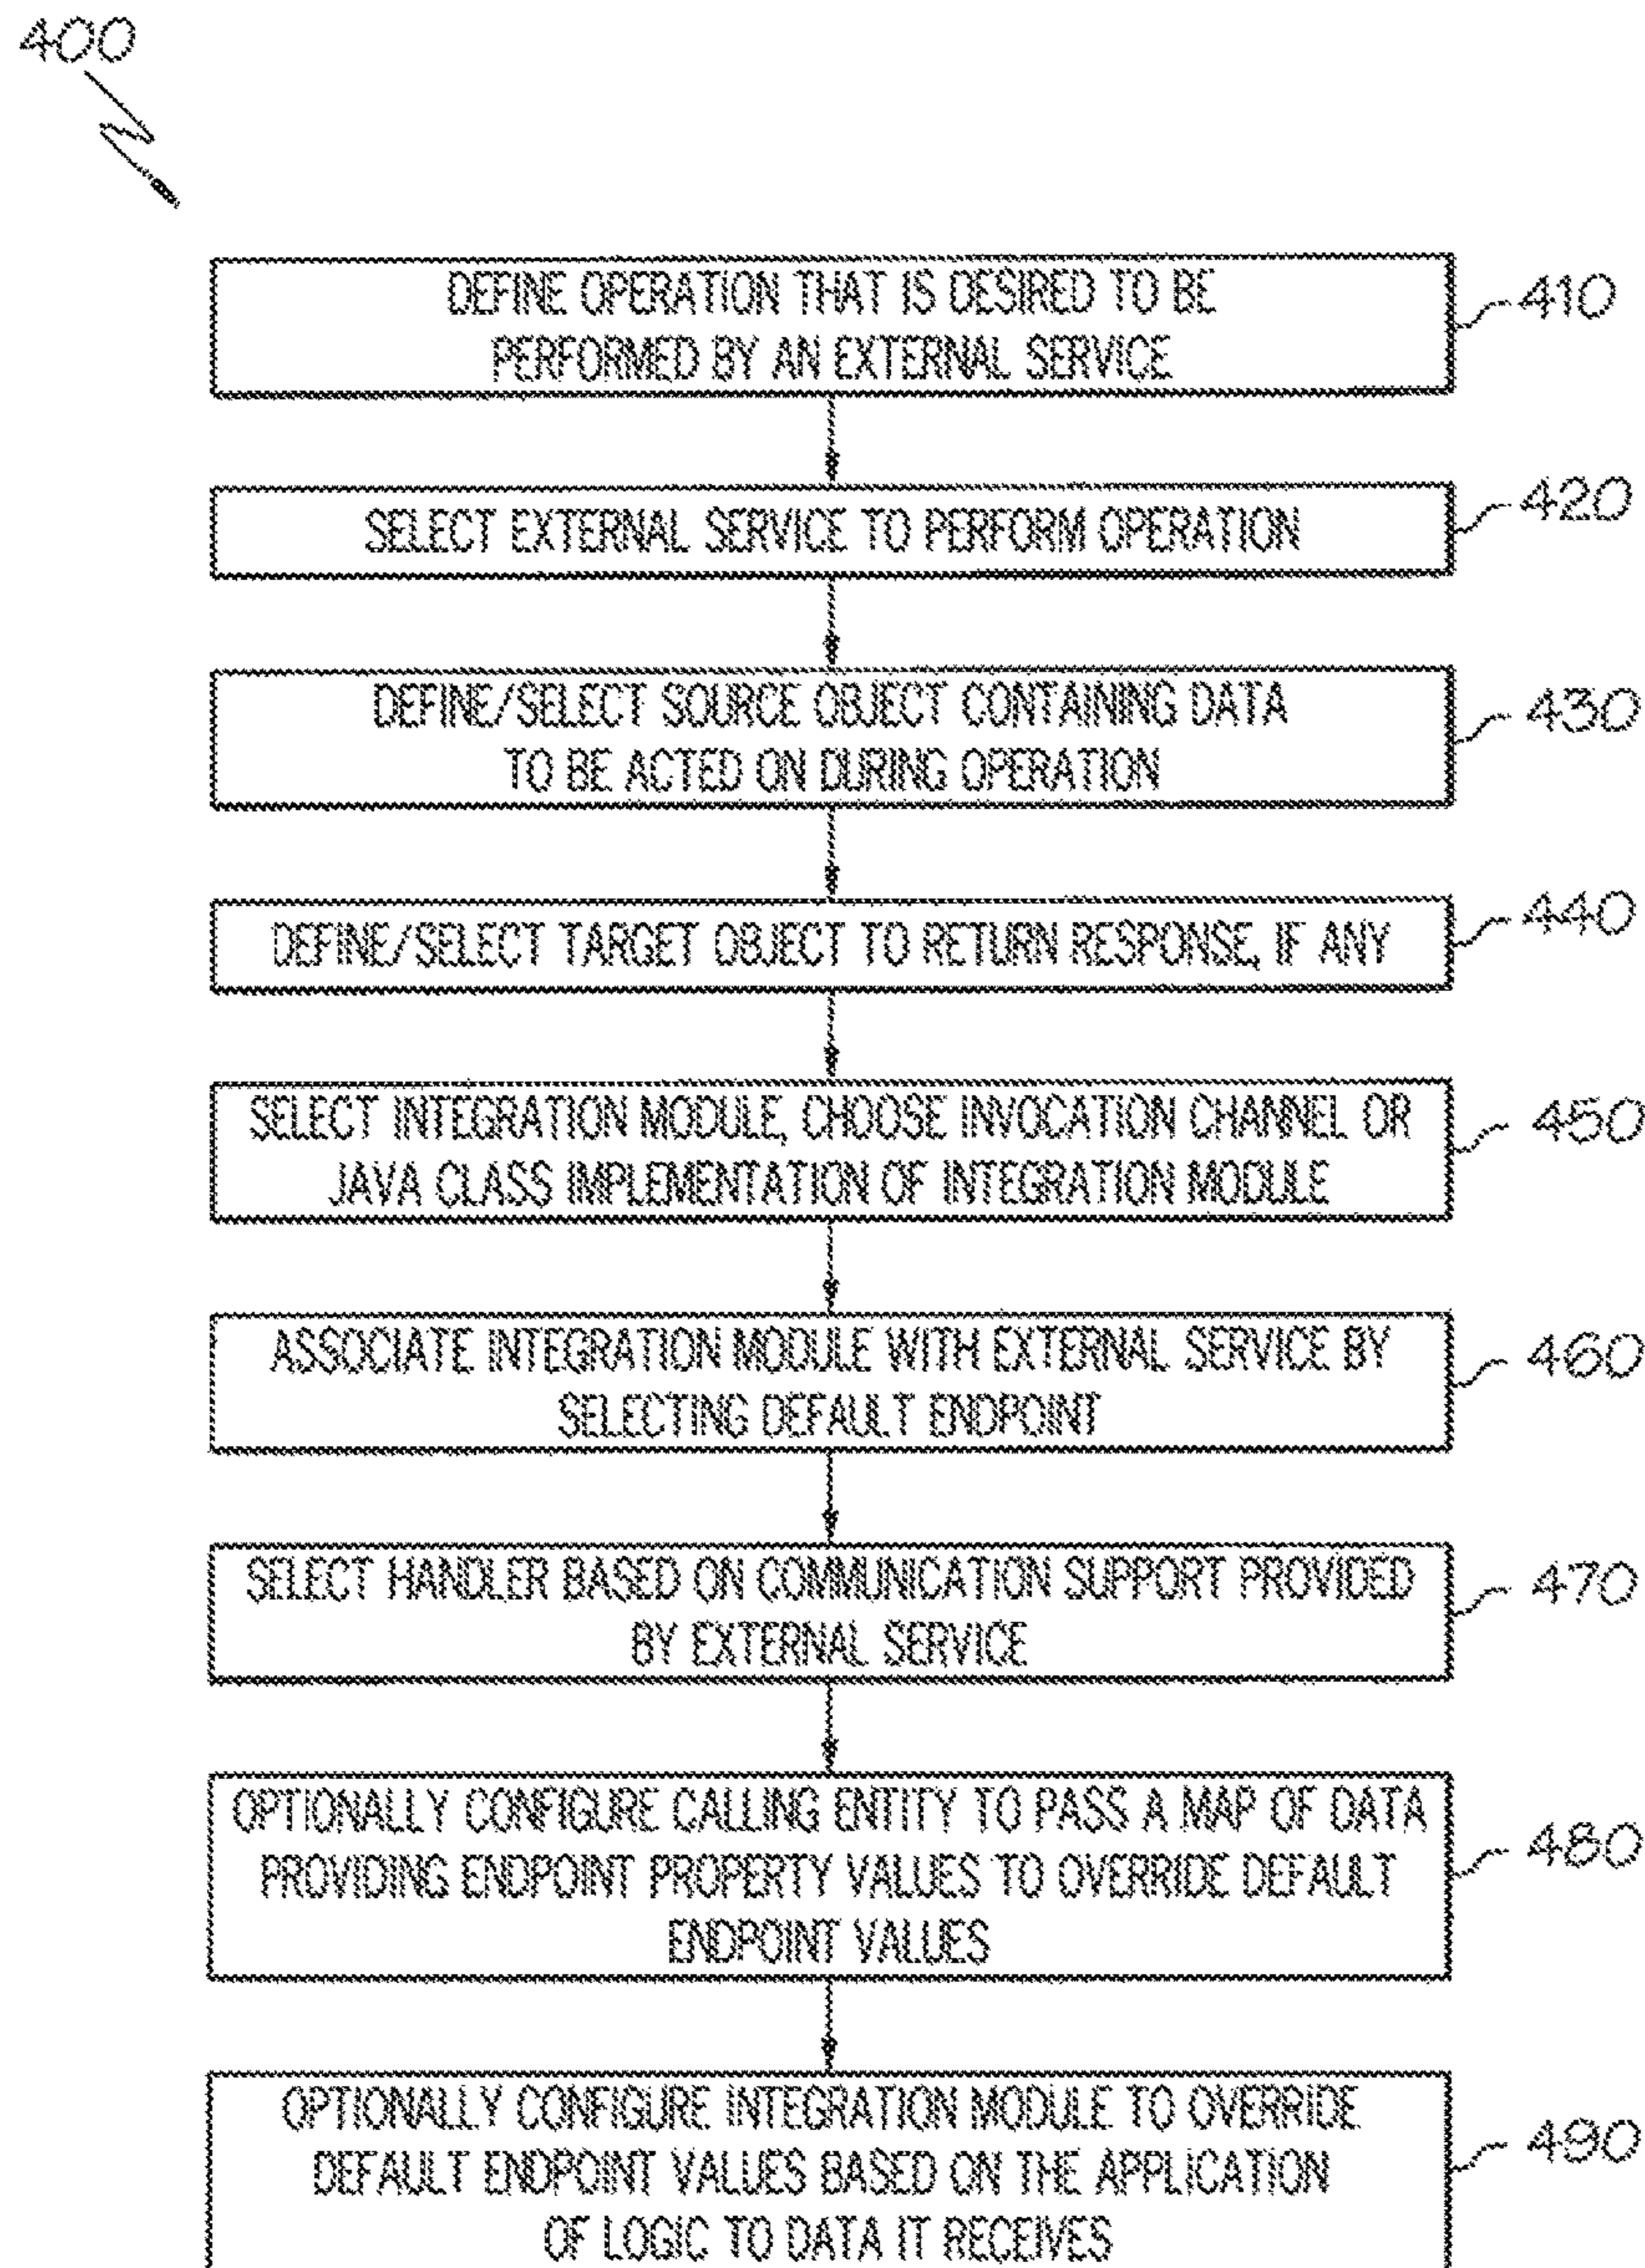 400
DEFINE OPERATION THAT IS DESIRED TO BE
PERFORMED BY AN EXTERNAL SERVICE
410
SELECT EXTERNAL SERVICE TO PERFORM OPERATION
420
DEFINE/SELECT SOURCE OBJECT CONTAINING DATA
TO BE ACTED ON DURING OPERATION
430
DEFINE/SELECT TARGET OBJECT TO RETURN RESPONSE, IF ANY
440
SELECT INTEGRATION MODULE, CHOOSE INVOCATION CHANNEL OR
JAVA CLASS IMPLEMENTATION OF INTEGRATION MODULE
450
ASSOCIATE INTEGRATION MODULE WITH EXTERNAL SERVICE BY
SELECTING DEFAULT ENDPOINT
460
SELECT HANDLER BASED ON COMMUNICATION SUPPORT PROVIDED
BY EXTERNAL SERVICE
470
OPTIONALLY CONFIGURE CALLING ENTITY TO PASS A MAP OF DATA
PROVIDING ENDPOINT PROPERTY VALUES TO OVERRIDE DEFAULT
ENDPOINT VALUES
480
OPTIONALLY CONFIGURE INTEGRATION MODULE TO OVERRIDE
DEFAULT ENDPOINT VALUES BASED ON THE APPLICATION
OF LOGIC TO DATA IT RECEIVES
490